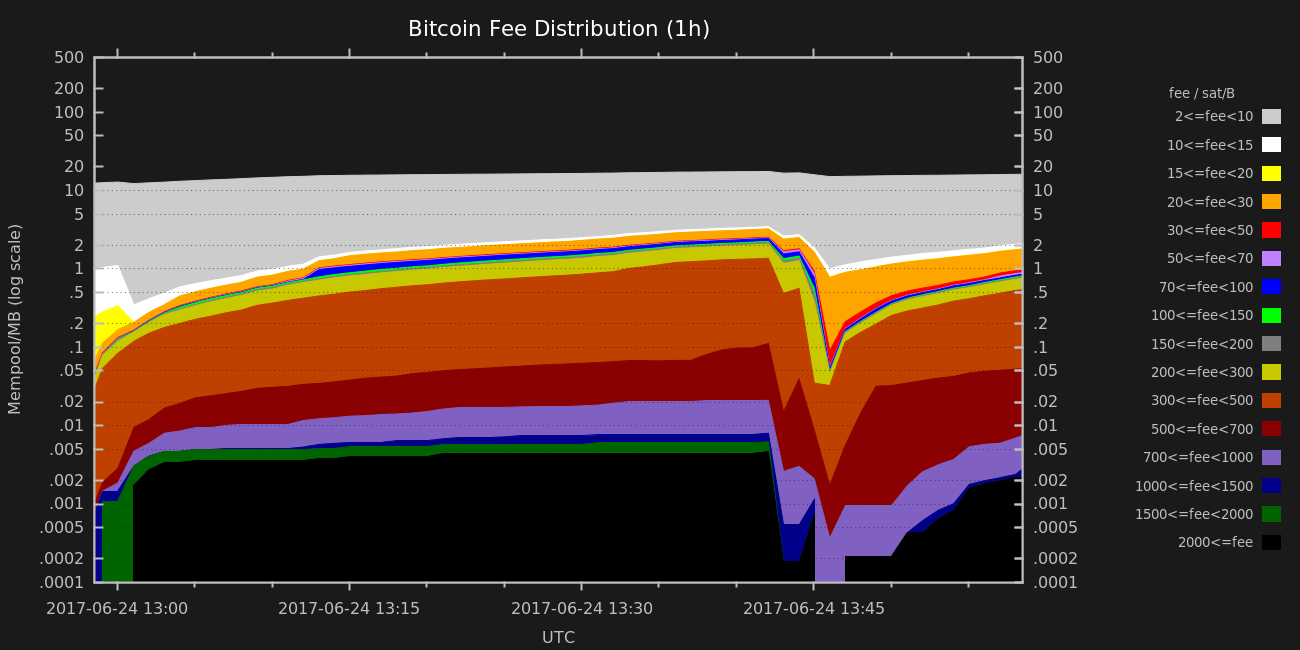 Bitcoin Fee Distribution (1h)
500 500
200 200
100 100
50 50
20 20
10 10
5 5
2 2
1 1
.5 .5
.2 .2
.1 .1
.05 .05
.02 .02
.01 .01
.005 .005
.002 .002
.001 .001
.0005 .0005
.0002 .0002
.0001 .0001
Mempool/MB (log scale)
2017-06-24 13:00 2017-06-24 13:15 2017-06-24 13:30 2017-06-24 13:45
UTC
fee / sat/B
2<=fee<10
10<=fee<15
15<=fee<20
20<=fee<30
30<=fee<50
50<=fee<70
70<=fee<100
100<=fee<150
150<=fee<200
200<=fee<300
300<=fee<500
500<=fee<700
700<=fee<1000
1000<=fee<1500
1500<=fee<2000
2000<=fee